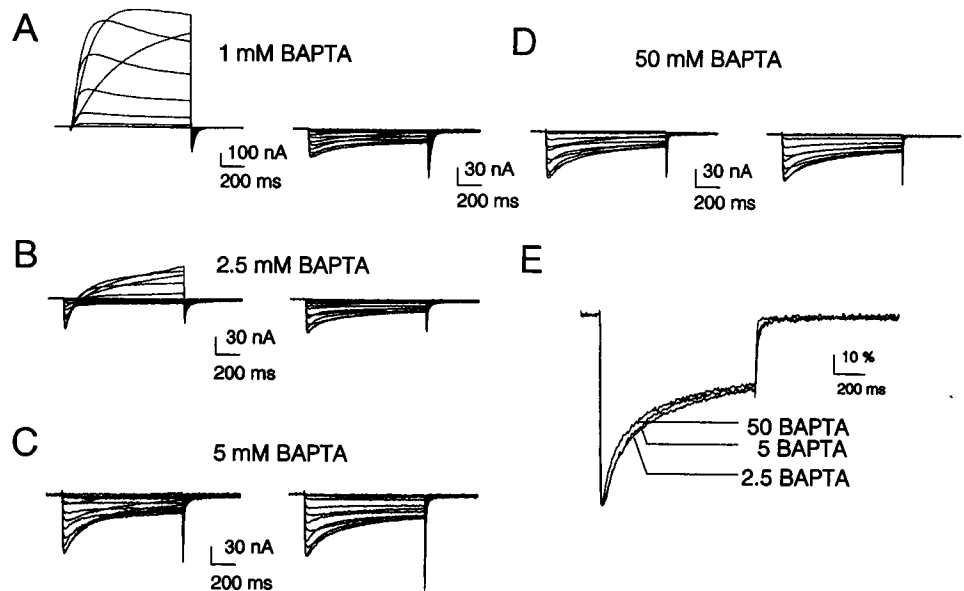 A
1 mM BAPTA
100 nA
200 ms
30 nA
200 ms
D
50 mM BAPTA
30 nA
200 ms
B
2.5 mM BAPTA
30 nA
200 ms
E
10 %
200 ms
50 BAPTA
5 BAPTA
2.5 BAPTA
C
5 mM BAPTA
30 nA
200 ms